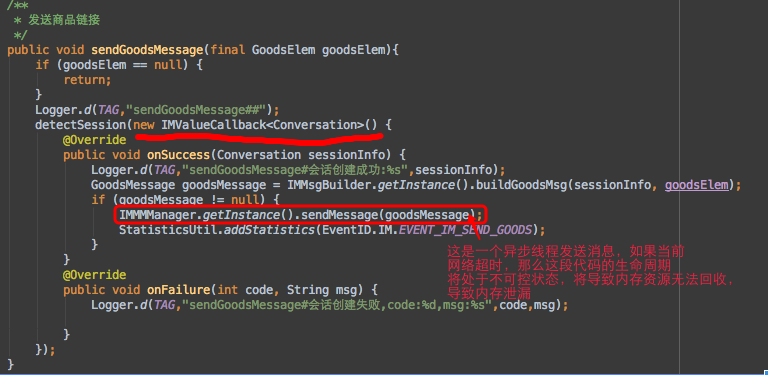 /**
* 发送商品链接
*/
public void sendGoodsMessage(final GoodsElem goodsElem){
if (goodsElem == null) {
return;
}
Logger.d(TAG,"sendGoodsMessage##");
detectSession(new IMValueCallback<Conversation>() {
@Override
public void onSuccess(Conversation sessionInfo) {
Logger.d(TAG,"sendGoodsMessage#会话创建成功:%s",sessionInfo);
GoodsMessage goodsMessage = IMMsgBuilder.getInstance().buildGoodsMsg(sessionInfo, goodsElem);
if (goodsMessage != null) {
IMMMManager.getInstance().sendMessage(goodsMessage);
StatisticsUtil.addStatistics(EventID.IM.EVENT_IM_SEND_GOODS);
}
这是一个异步线程发送消息，如果当前
网络超时，那么这段代码的生命周期
}
@Override
将处于不可控状态，将导致内存资源无法回收，
public void onFailure(int code, String msg) {
导致内存泄漏
Logger.d(TAG,"sendGoodsMessage#会话创建失败,code:%d,msg:%s",code,msg);
}
});
}